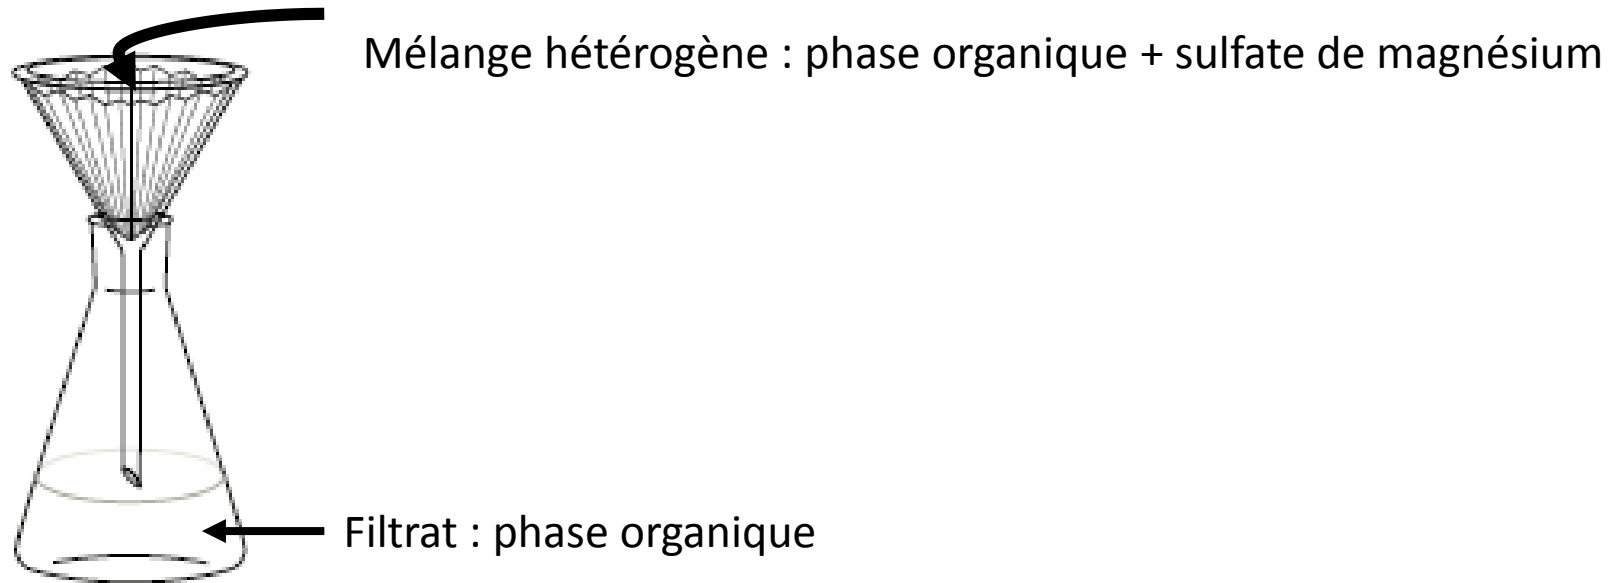 Mélange hétérogène : phase organique + sulfate de magnésium
Filtrat : phase organique